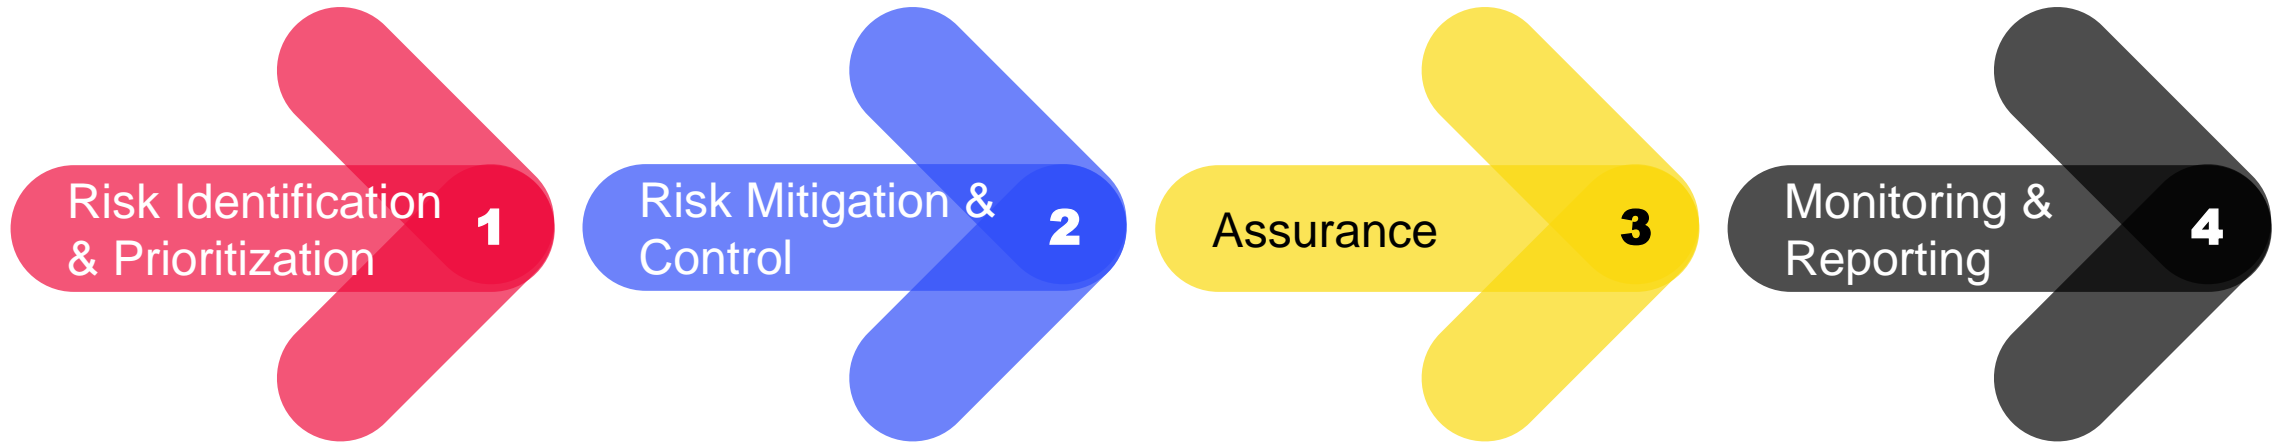 Risk Identification
& Prioritization
1
Risk Mitigation &
Control
2
Assurance
3
Monitoring &
Reporting
4